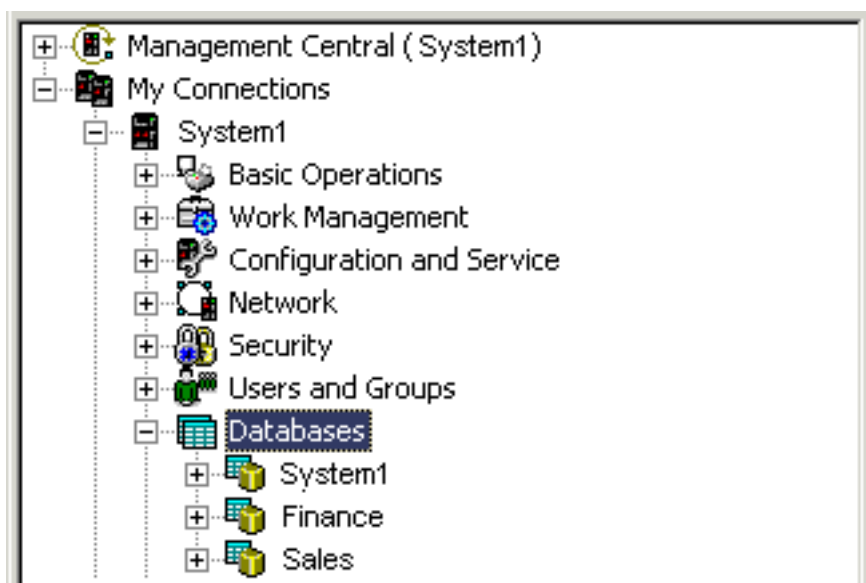 Management Central ( System1)
My Connections
System1
Basic Operations
Work Management
Configuration and Service
Network
Security
Users and Groups
Databases
System1
Finance
Sales